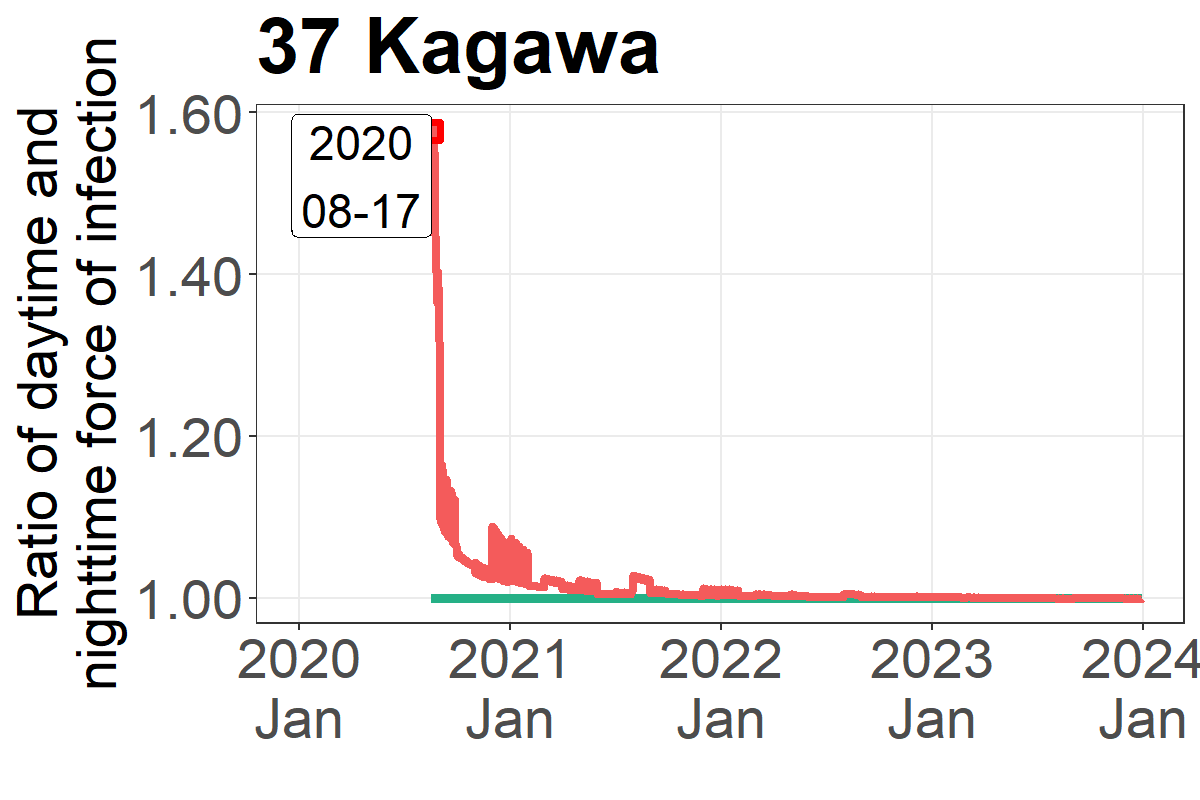 37 Kagawa
Ratio of daytime and
nighttime force of infection
1.60
1.40
1.20
1.00
2020
08-17
2020 2021 2022 2023 2024
Jan Jan Jan Jan Jan